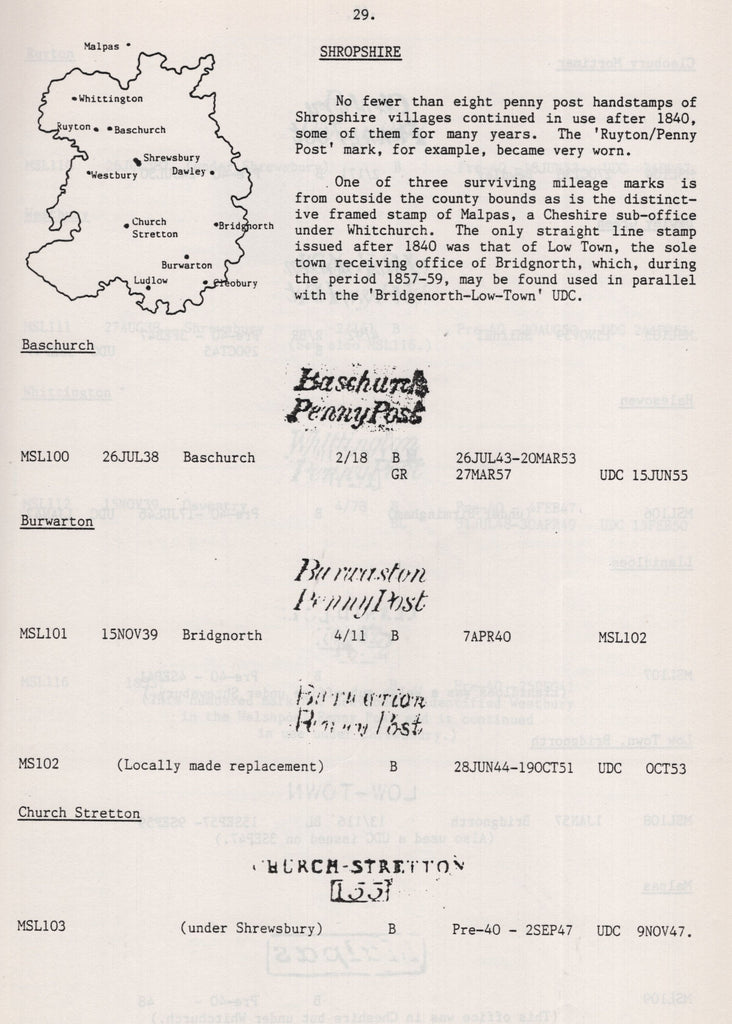 29.
SHROPSHIRE
Malpas
Whittington
Ruyton
Baschurch
Shrewsbury
Westbury
Dawley
Church
Stretton
Bridgnorth
Burwarton
Ludlow
Cleobury
No fewer than eight penny post handstamps of
Shropshire villages continued in use after 1840,
some of them for many years. The 'Ruyton/Penny
Post' mark, for example, became very worn.
One of three surviving mileage marks is
from outside the county bounds as is the distinct-
ive framed stamp of Malpas, a Cheshire sub-office
under Whitchurch. The only straight line stamp
issued after 1840 was that of Low Town, the sole
town receiving office of Bridgnorth, which, during
the period 1857-59, may be found used in parallel
with the 'Bridgenorth-Low-Town' UDC.
Baschurch
Baschurch
PennyPost
MSL100 26JUL38 Baschurch 2/18 B 26JUL43-20MAR53
GR 27MAR57 UDC 15JUN55
Burwarton
Burwaston
PennyPost
MSL101 15NOV39 Bridgnorth 4/11 B 7APR40 MSL102
Burwarton
Penny Post
MS102 (Locally made replacement) B 28JUN44-19OCT51 UDC OCT53
Church Stretton
CHURCH-STRETTON
155
MSL103 (under Shrewsbury) B Pre-40 - 2SEP47 UDC 9NOV47.